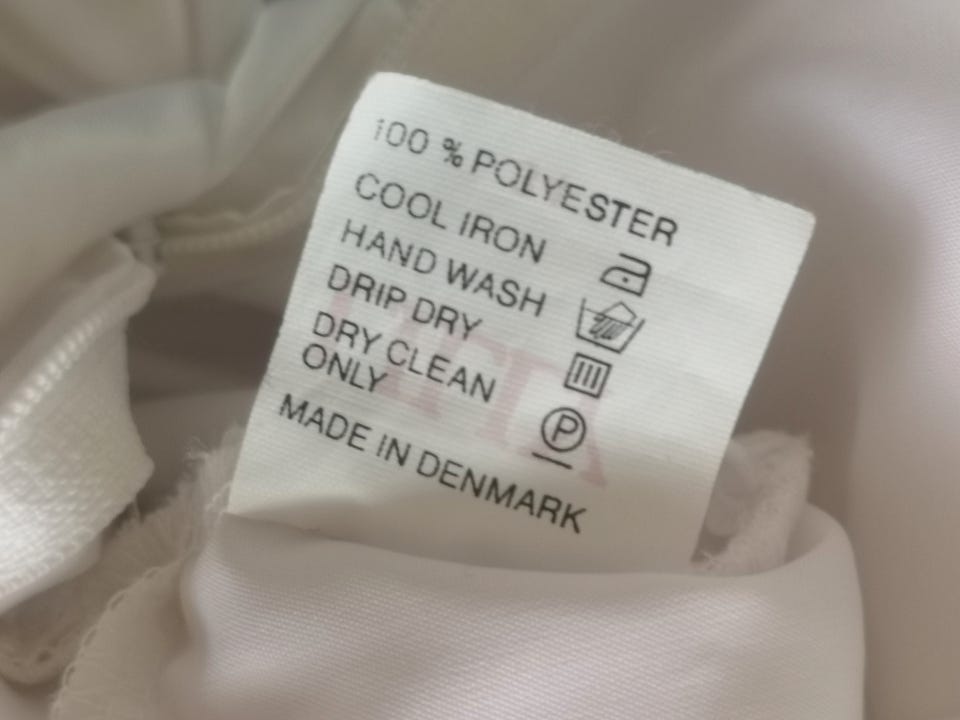 100 % POLYESTER
COOL IRON
HAND WASH
DRIP DRY
DRY CLEAN
ONLY
P
MADE IN DENMARK